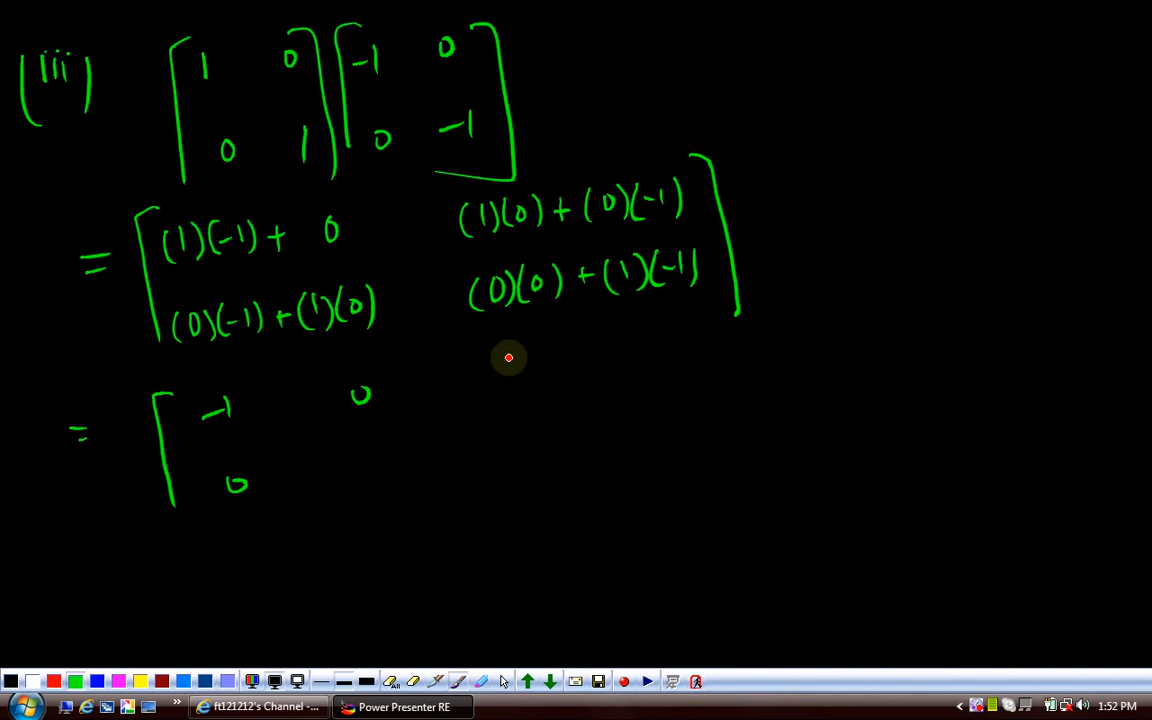 (iii) [1 0] [-1 0]
[0 1] [0 -1]
= [(1)(-1) + 0 (1)(0) + (0)(-1)]
[(0)(-1) + (1)(0) (0)(0) + (1)(-1)]
= [-1 0
0
ft121212's Channel - ... Power Presenter RE 1:52 PM